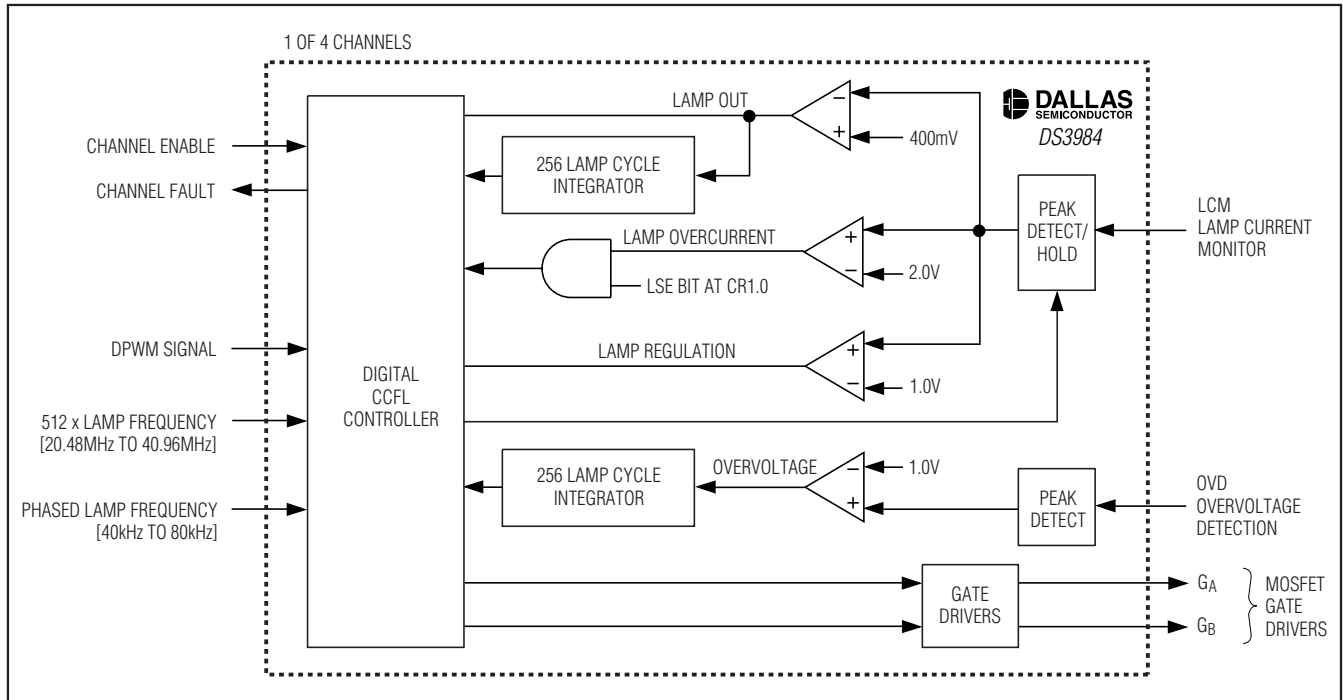 1 OF 4 CHANNELS
DALLAS
SEMICONDUCTOR
DS3984
CHANNEL ENABLE
CHANNEL FAULT
DPWM SIGNAL
512 x LAMP FREQUENCY
[20.48MHz TO 40.96MHz]
PHASED LAMP FREQUENCY
[40kHz TO 80kHz]
DIGITAL
CCFL
CONTROLLER
LAMP OUT
−
+
400mV
256 LAMP CYCLE
INTEGRATOR
LAMP OVERCURRENT
+
−
2.0V
LSE BIT AT CR1.0
LAMP REGULATION
+
−
1.0V
PEAK
DETECT/
HOLD
LCM
LAMP CURRENT
MONITOR
256 LAMP CYCLE
INTEGRATOR
OVERVOLTAGE
−
+
1.0V
PEAK
DETECT
OVD
OVERVOLTAGE
DETECTION
GATE
DRIVERS
GA
GB
MOSFET
GATE
DRIVERS